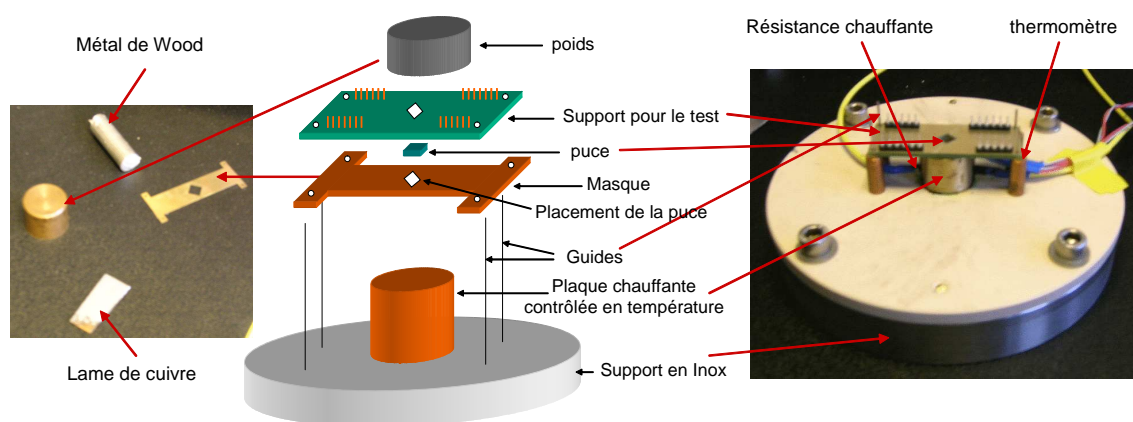 Métal de Wood
poids
Résistance chauffante
thermomètre
Support pour le test
puce
Masque
Placement de la puce
Guides
Plaque chauffante
contrôlée en température
Lame de cuivre
Support en Inox